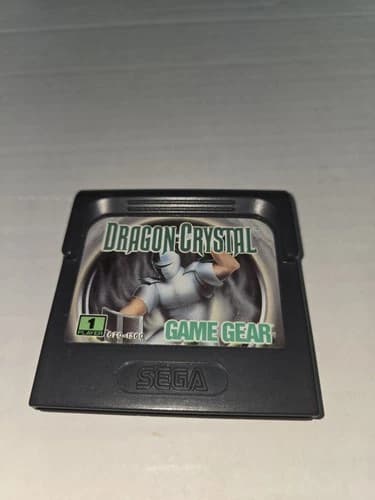 DRAGON CRYSTAL
GAME GEAR
1
PLAYER
SEGA